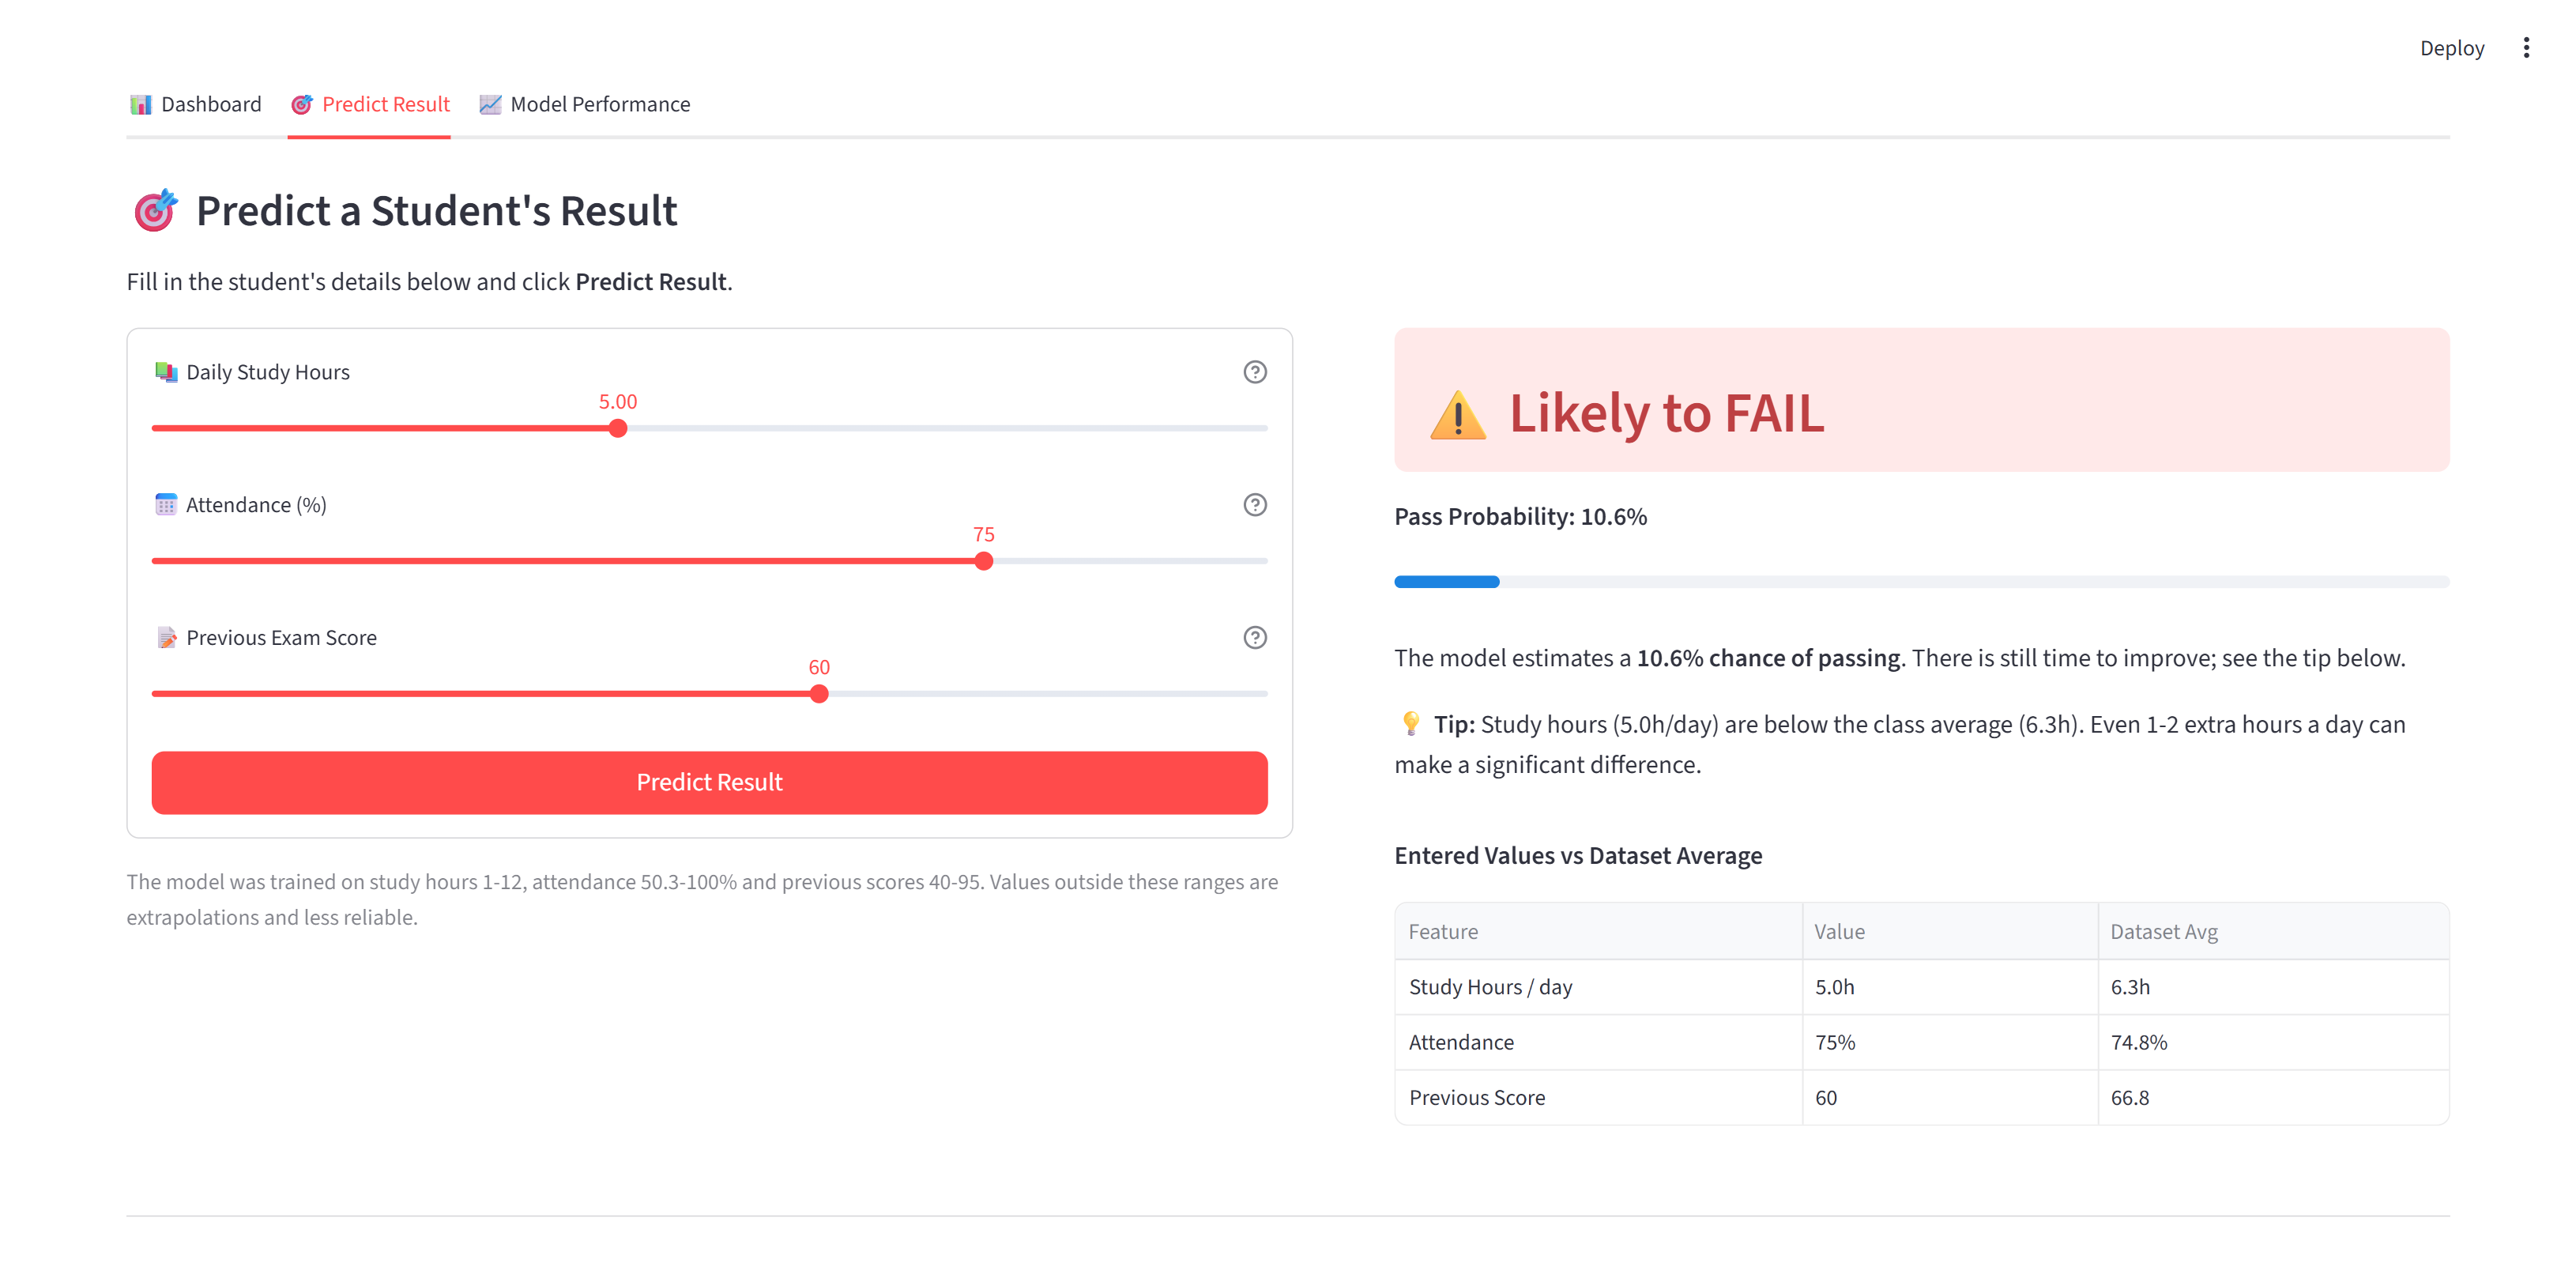 Deploy
Dashboard
Predict Result
Model Performance
Predict a Student's Result
Fill in the student's details below and click Predict Result.
Daily Study Hours
5.00
Attendance (%)
75
Previous Exam Score
60
Predict Result
The model was trained on study hours 1-12, attendance 50.3-100% and previous scores 40-95. Values outside these ranges are
extrapolations and less reliable.
Likely to FAIL
Pass Probability: 10.6%
The model estimates a 10.6% chance of passing. There is still time to improve; see the tip below.
Tip: Study hours (5.0h/day) are below the class average (6.3h). Even 1-2 extra hours a day can
make a significant difference.
Entered Values vs Dataset Average
Feature Value Dataset Avg
Study Hours / day 5.0h 6.3h
Attendance 75% 74.8%
Previous Score 60 66.8